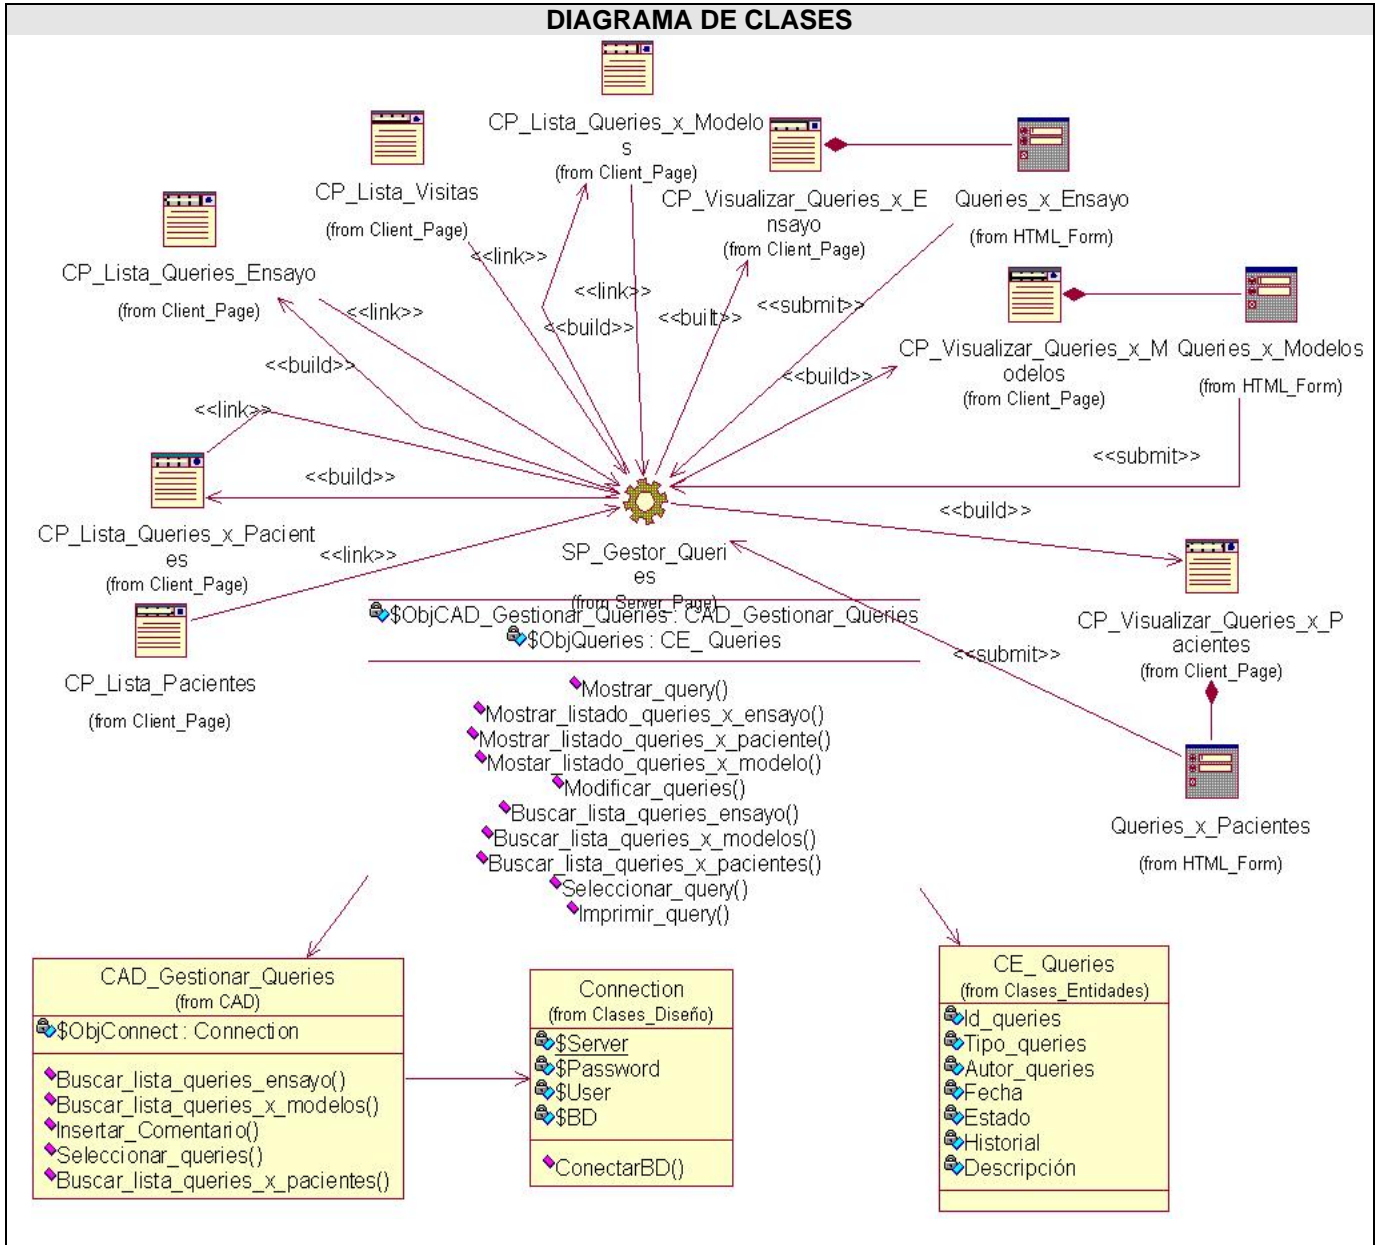 DIAGRAMA DE CLASES
CP_Lista_Queries_x_Modelo
s
(from Client_Page)
CP_Lista_Visitas
(from Client_Page)
CP_Visualizar_Queries_x_E
nsayo
(from Client_Page)
Queries_x_Ensayo
(from HTML_Form)
CP_Lista_Queries_Ensayo
(from Client_Page)
<<link>>
<<link>>
<<link>>
<<build>>
<<built>>
<<submit>>
CP_Visualizar_Queries_x_M
odelos
(from Client_Page)
Queries_x_Modelos
(from HTML_Form)
<<build>>
<<build>>
<<link>>
<<submit>>
<<build>>
<<build>>
CP_Lista_Queries_x_Pacient
es
(from Client_Page)
<<link>>
SP_Gestor_Queri
es
(from Server_Page)
$ObjCAD_Gestionar_Queries : CAD_Gestionar_Queries
$ObjQueries : CE_ Queries
Mostrar_query()
Mostrar_listado_queries_x_ensayo()
Mostrar_listado_queries_x_paciente()
Mostar_listado_queries_x_modelo()
Modificar_queries()
Buscar_lista_queries_ensayo()
Buscar_lista_queries_x_modelos()
Buscar_lista_queries_x_pacientes()
Seleccionar_query()
Imprimir_query()
CP_Lista_Pacientes
(from Client_Page)
CP_Visualizar_Queries_x_P
acientes
(from Client_Page)
<<submit>>
Queries_x_Pacientes
(from HTML_Form)
CAD_Gestionar_Queries
(from CAD)
$ObjConnect : Connection
Buscar_lista_queries_ensayo()
Buscar_lista_queries_x_modelos()
Insertar_Comentario()
Seleccionar_queries()
Buscar_lista_queries_x_pacientes()
Connection
(from Clases_Diseño)
$Server
$Password
$User
$BD
ConectarBD()
CE_ Queries
(from Clases_Entidades)
Id_queries
Tipo_queries
Autor_queries
Fecha
Estado
Historial
Descripción